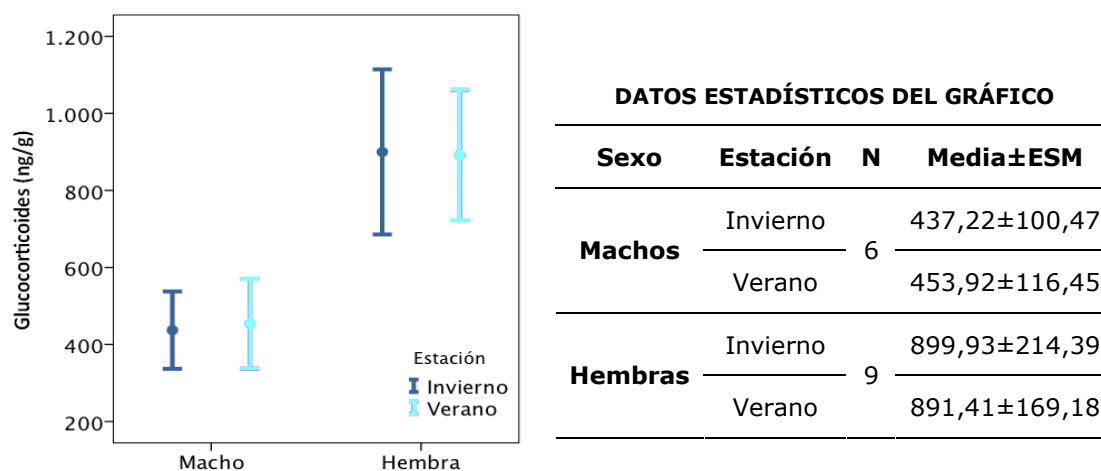 1.200
1.000
800
600
400
200
Glucocorticoides (ng/g)
Macho
Hembra
Estación
Invierno
Verano
DATOS ESTADÍSTICOS DEL GRÁFICO
Sexo Estación N Media±ESM
Machos 6
Invierno 437,22±100,47
Verano 453,92±116,45
Hembras 9
Invierno 899,93±214,39
Verano 891,41±169,18